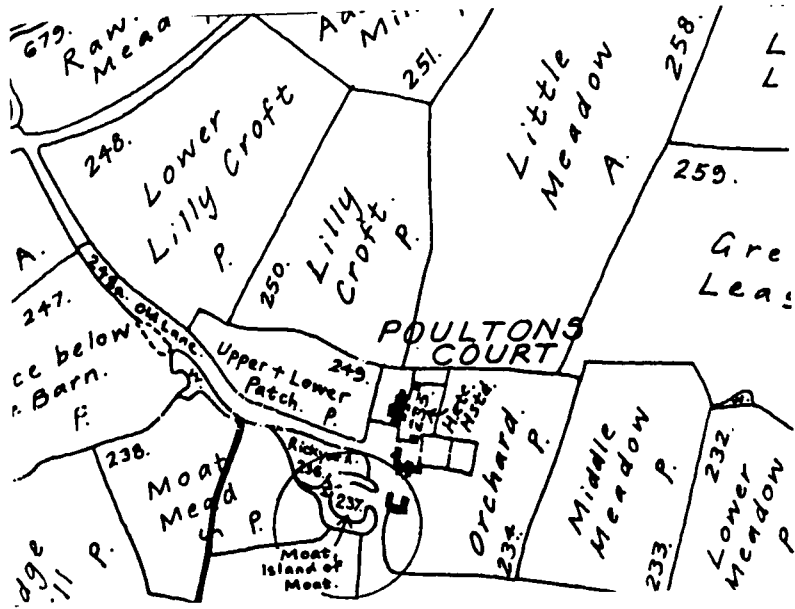 679.
Raw.
Mead
251.
258.
Little
Meadow
A.
L
L
248.
Lower
Lilly Croft
P.
250.
Lilly
Croft.
P.
259.
Gre
Leas
A.
247.
ce below
Barn.
248a. Old Lane.
POULTONS
COURT
249.
Upper + Lower
Patch. P.
Orchard.
P.
234.
Middle
Meadow
P.
233.
232.
Lower
Meadow
P
238.
Moat
Mead
P.
Rickyard.
236.
237.
Moat,
Island of
Moat.
dge
ll P.